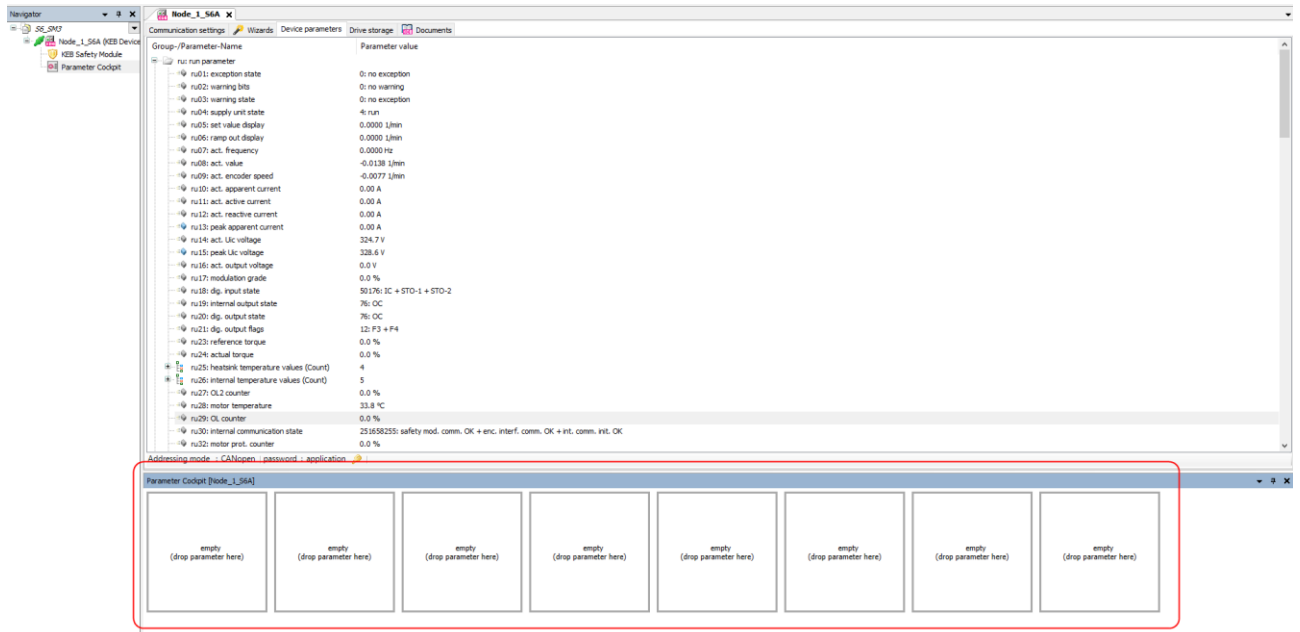 Navigator
S6_SM3
Node_1_S6A (KEB Device
KEB Safety Module
Parameter Cockpit
Node_1_S6A
Communication settings Wizards Device parameters Drive storage Documents
Group-/Parameter-Name Parameter value
ru: run parameter
ru01: exception state 0: no exception
ru02: warning bits 0: no warning
ru03: warning state 0: no exception
ru04: supply unit state 4: run
ru05: set value display 0.0000 1/min
ru06: ramp out display 0.0000 1/min
ru07: act. frequency 0.0000 Hz
ru08: act. value -0.0138 1/min
ru09: act. encoder speed -0.0077 1/min
ru10: act. apparent current 0.00 A
ru11: act. active current 0.00 A
ru12: act. reactive current 0.00 A
ru13: peak apparent current 0.00 A
ru14: act. Uic voltage 324.7 V
ru15: peak Uic voltage 328.6 V
ru16: act. output voltage 0.0 V
ru17: modulation grade 0.0 %
ru18: dig. input state 50176: IC + STO-1 + STO-2
ru19: internal output state 76: OC
ru20: dig. output state 76: OC
ru21: dig. output flags 12: F3 + F4
ru23: reference torque 0.0 %
ru24: actual torque 0.0 %
ru25: heatsink temperature values (Count) 4
ru26: internal temperature values (Count) 5
ru27: OL2 counter 0.0 %
ru28: motor temperature 33.8 °C
ru29: OL counter 0.0 %
ru30: internal communication state 251658255: safety mod. comm. OK + enc. interf. comm. OK + int. comm. init. OK
ru32: motor prot. counter 0.0 %
Addressing mode : CANopen | password : application
Parameter Cockpit [Node_1_S6A]
empty empty empty empty empty empty empty empty
(drop parameter here) (drop parameter here) (drop parameter here) (drop parameter here) (drop parameter here) (drop parameter here) (drop parameter here) (drop parameter here)